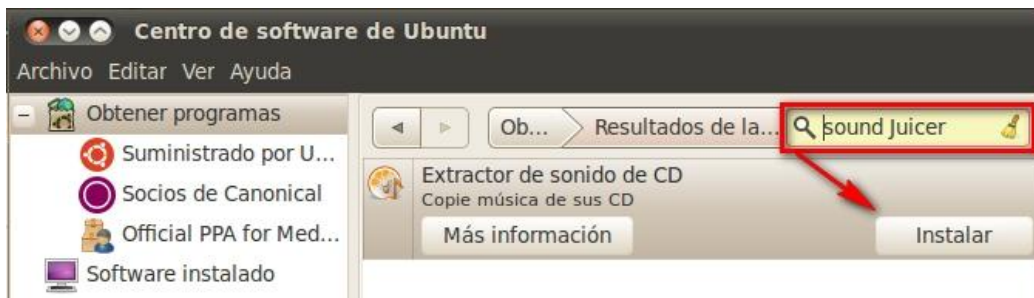 Centro de software de Ubuntu
Archivo Editar Ver Ayuda
Obtener programas
Suministrado por U...
Socios de Canonical
Official PPA for Med...
Software instalado
Ob... Resultados de la... sound Juicer
Extractor de sonido de CD
Copie música de sus CD
Más información Instalar